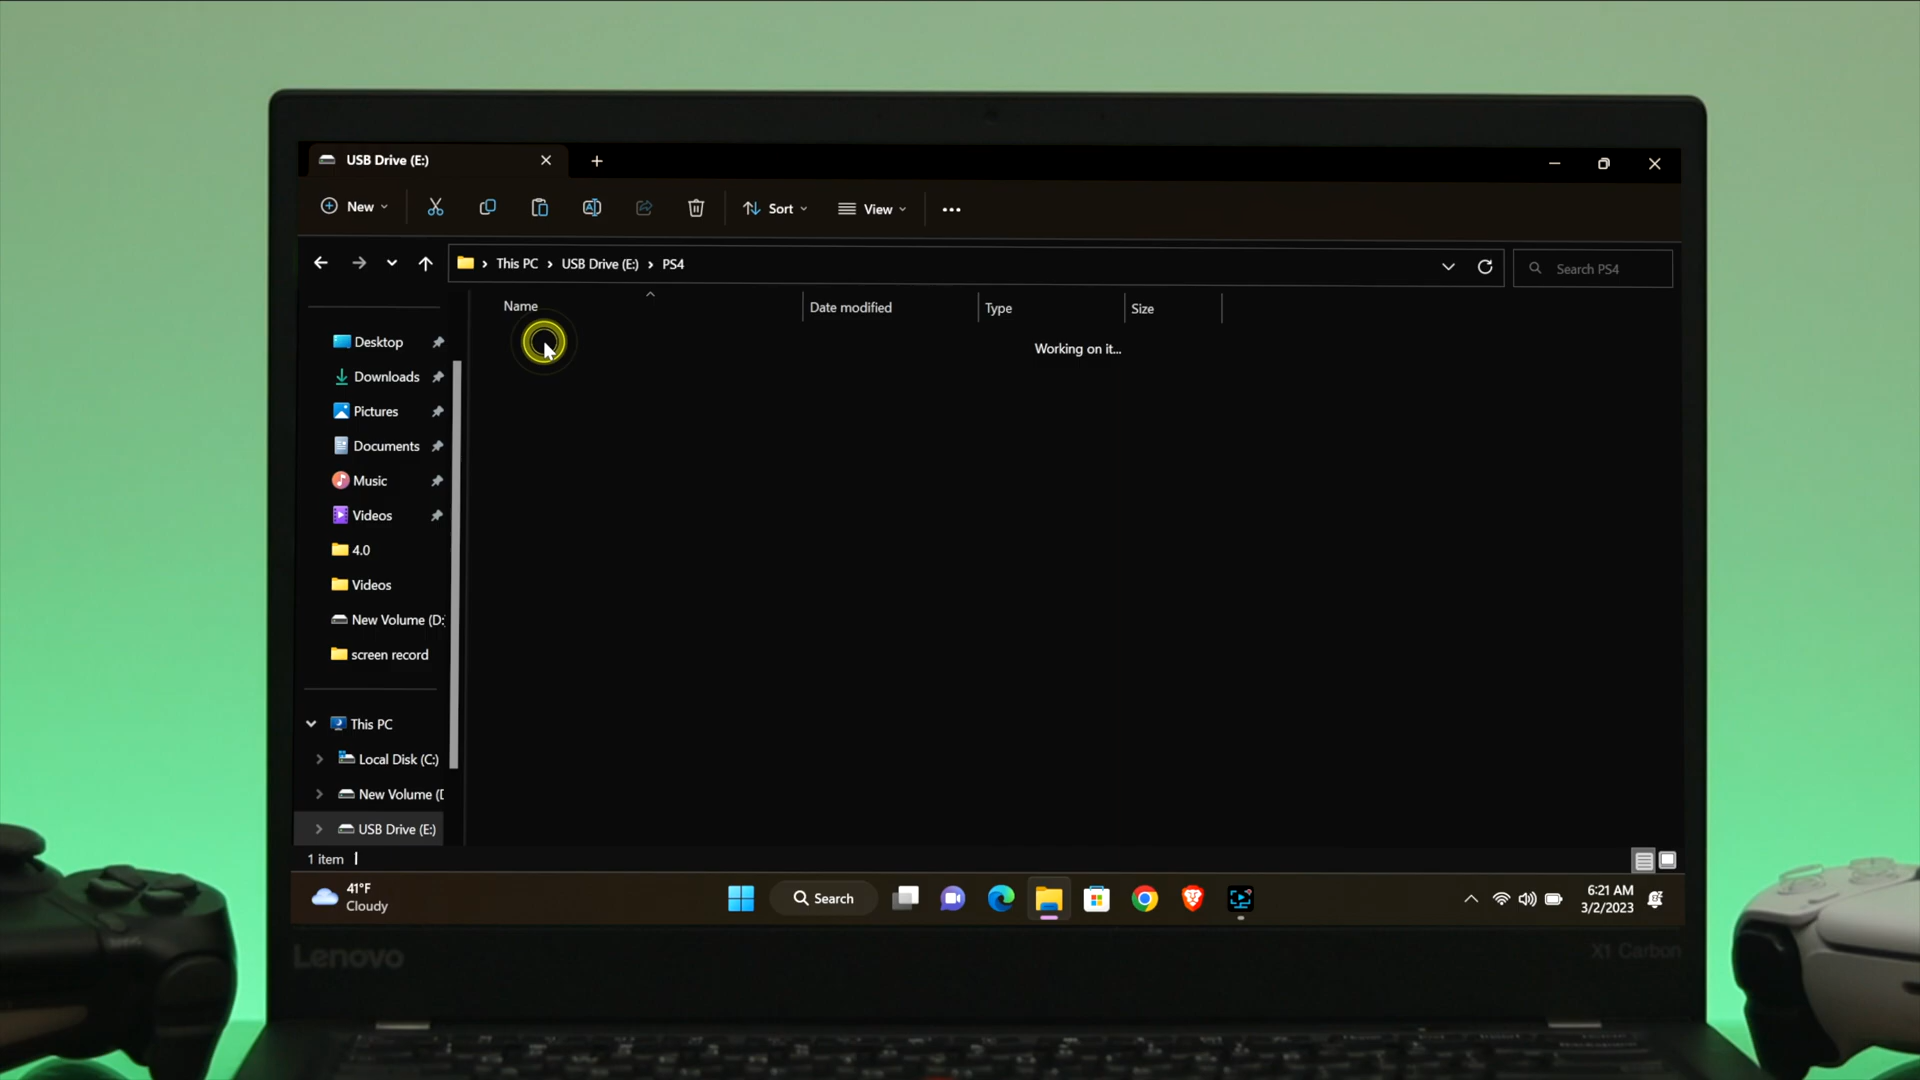 USB Drive (E:)
New
Sort
View
This PC
USB Drive (E:)
PS4
Search PS4
Name
Date modified
Type
Size
Working on it...
Desktop
Downloads
Pictures
Documents
Music
Videos
4.0
Videos
New Volume (D:
screen record
This PC
Local Disk (C:)
New Volume (D
USB Drive (E:)
1 item
41°F
Cloudy
Search
6:21 AM
3/2/2023
Lenovo
X1 Carbon